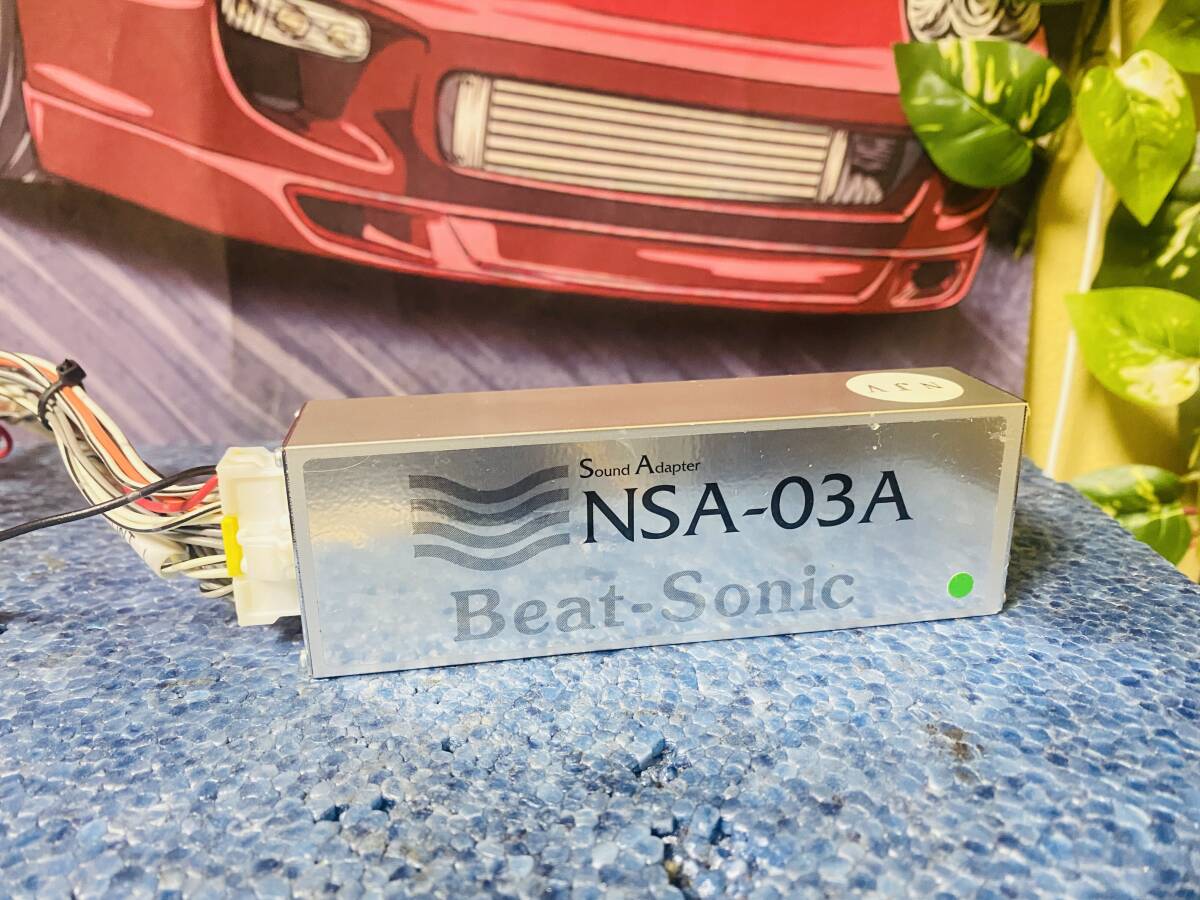 Sound Adapter
NSA-03A
Beat-Sonic